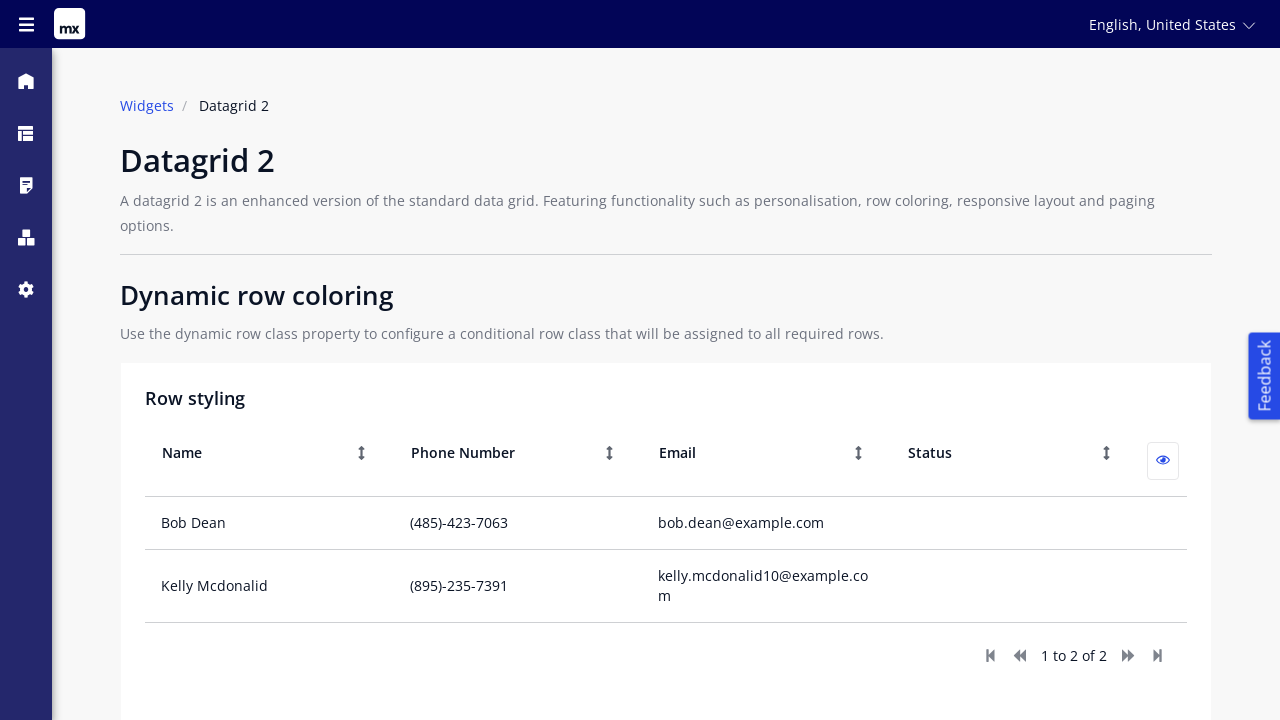 mx
English, United States
Widgets / Datagrid 2
Datagrid 2
A datagrid 2 is an enhanced version of the standard data grid. Featuring functionality such as personalisation, row coloring, responsive layout and paging
options.
Dynamic row coloring
Use the dynamic row class property to configure a conditional row class that will be assigned to all required rows.
Feedback
Row styling
Name Phone Number Email Status
Bob Dean (485)-423-7063 bob.dean@example.com
Kelly Mcdonalid (895)-235-7391 kelly.mcdonalid10@example.co
m
1 to 2 of 2